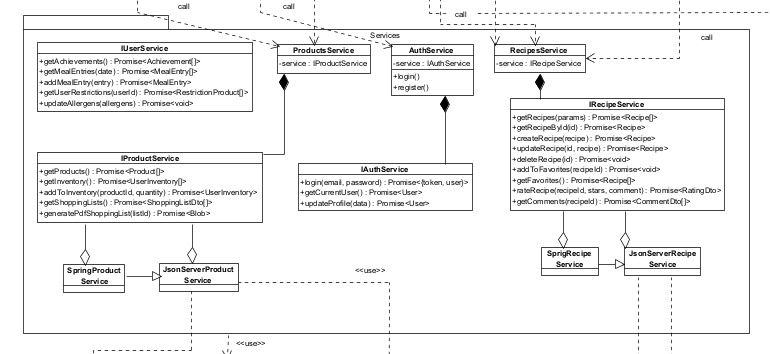 call
call
call
call
Services
IUserService
+getAchievements() : Promise<Achievement[]>
+getMealEntries(date) : Promise<MealEntry[]>
+addMealEntry(entry) : Promise<MealEntry>
+getUserRestrictions(userId) : Promise<RestrictionProduct[]>
+updateAllergens(allergens) : Promise<void>
ProductsService
-service : IProductService
AuthService
-service : IAuthService
+login()
+register()
RecipesService
-service : IRecipeService
IRecipeService
+getRecipes(params) : Promise<Recipe[]>
+getRecipeById(id) : Promise<Recipe>
+createRecipe(recipe) : Promise<Recipe>
+updateRecipe(id, recipe) : Promise<Recipe>
+deleteRecipe(id) : Promise<void>
+addToFavorites(recipeId) : Promise<void>
+getFavorites() : Promise<Recipe[]>
+rateRecipe(recipeId, stars, comment) : Promise<RatingDto>
+getComments(recipeId) : Promise<CommentDto[]>
IProductService
+getProducts() : Promise<Product[]>
+getInventory() : Promise<UserInventory[]>
+addToInventory(productId, quantity) : Promise<UserInventory>
+getShoppingLists() : Promise<ShoppingListDto[]>
+generatePdfShoppingList(listId) : Promise<Blob>
IAuthService
+login(email, password) : Promise<{token, user}>
+getCurrentUser() : Promise<User>
+updateProfile(data) : Promise<User>
SpringProduct
Service
JsonServerProduct
Service
SprigRecipe
Service
JsonServerRecipe
Service
<<use>>
<<use>>